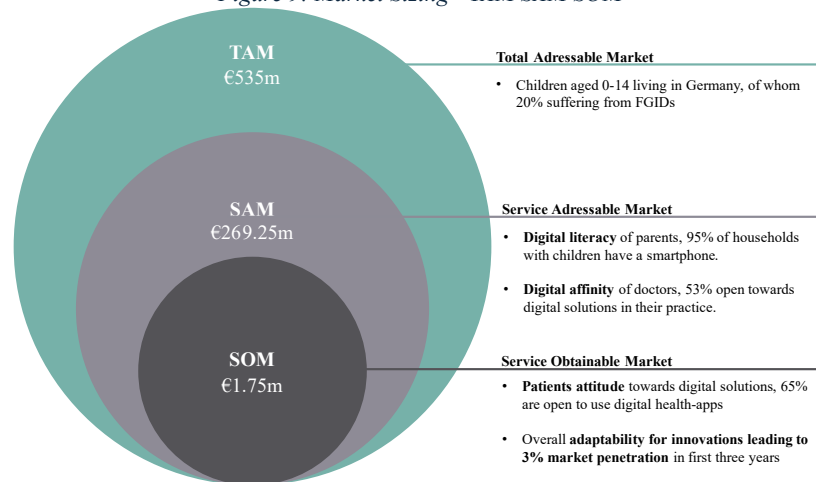 TAM
€535m
SAM
€269.25m
SOM
€1.75m
Total Adressable Market
• Children aged 0-14 living in Germany, of whom
20% suffering from FGIDs
Service Adressable Market
• Digital literacy of parents, 95% of households
with children have a smartphone.
• Digital affinity of doctors, 53% open towards
digital solutions in their practice.
Service Obtainable Market
• Patients attitude towards digital solutions, 65%
are open to use digital health-apps
• Overall adaptability for innovations leading to
3% market penetration in first three years